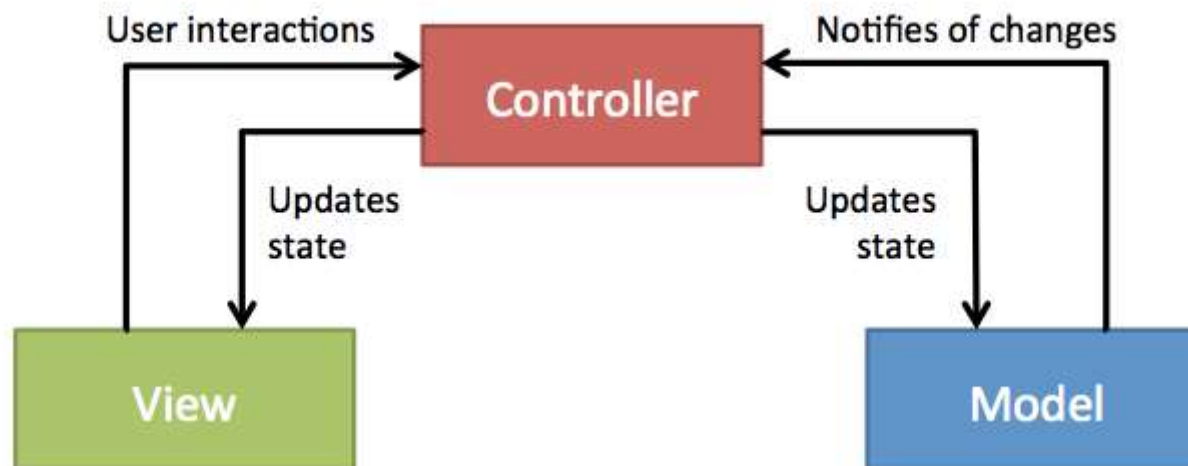 User interactions
Notifies of changes
Controller
Updates
state
Updates
state
View
Model